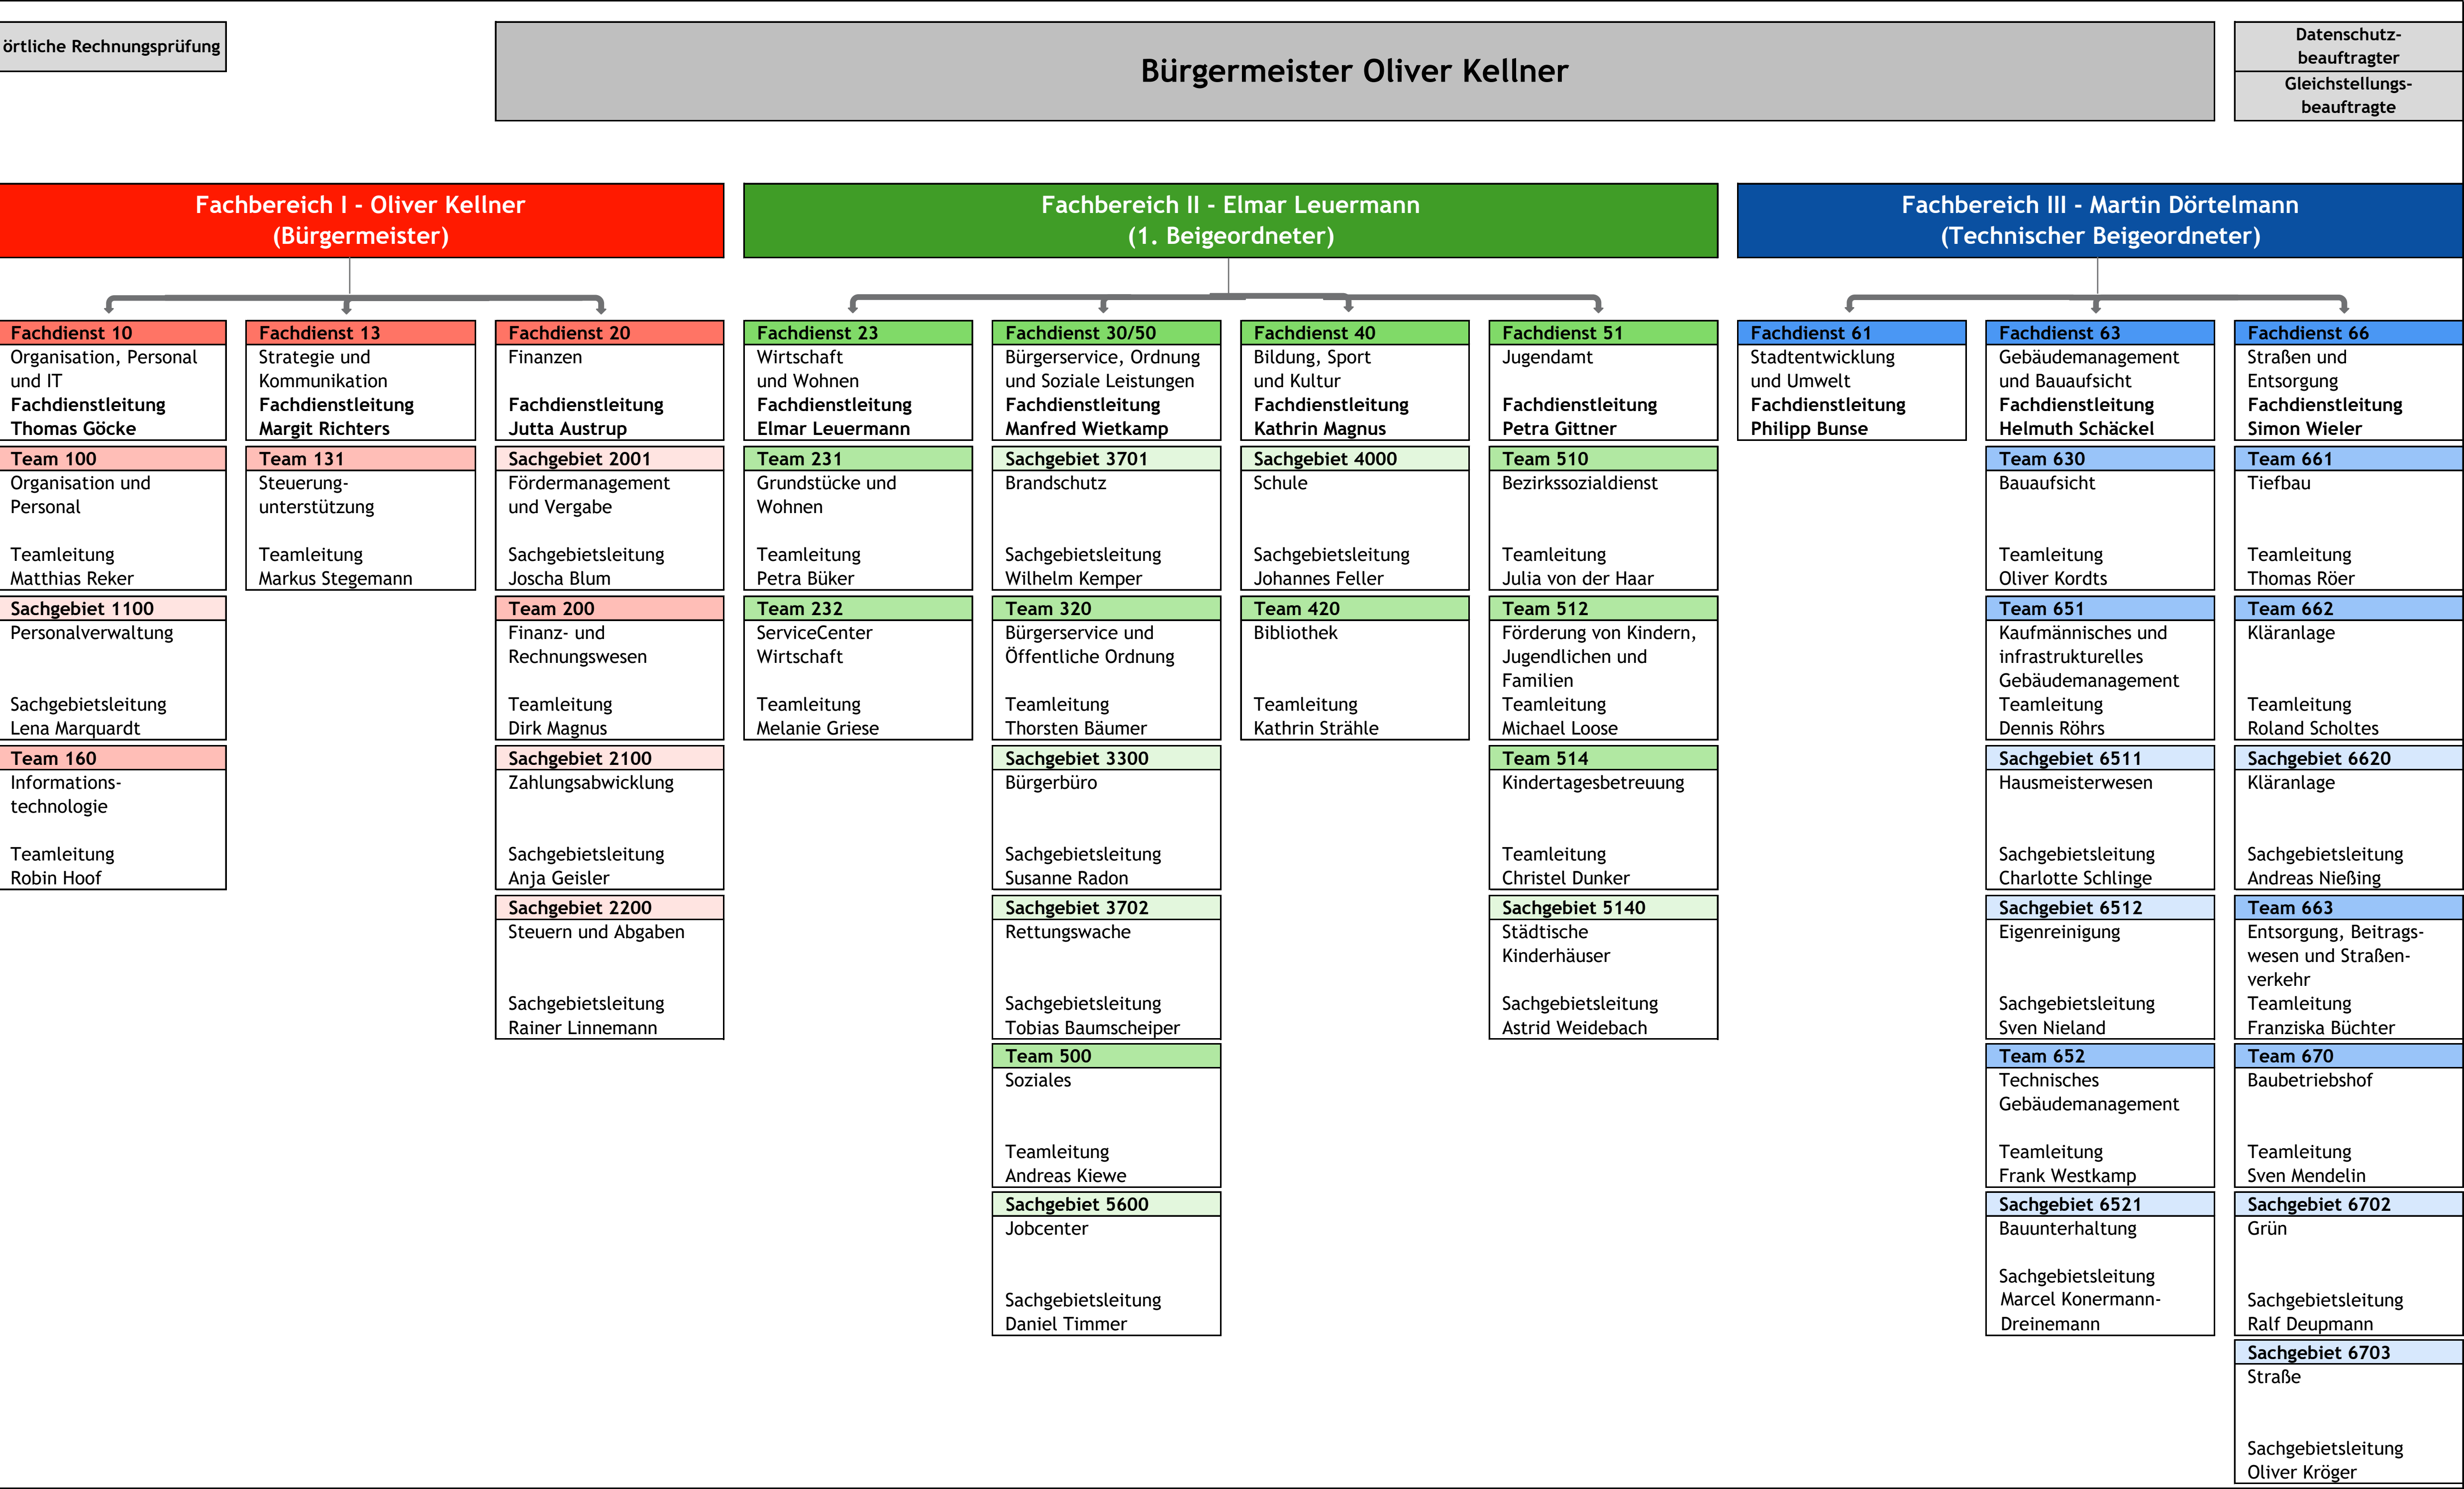 örtliche Rechnungsprüfung
Bürgermeister Oliver Kellner
Datenschutz-
beauftragter
Gleichstellungs-
beauftragte
Fachbereich I - Oliver Kellner
(Bürgermeister)
Fachbereich II - Elmar Leuermann
(1. Beigeordneter)
Fachbereich III - Martin Dörtelmann
(Technischer Beigeordneter)
Fachdienst 10
Organisation, Personal
und IT
Fachdienstleitung
Thomas Göcke
Team 100
Organisation und
Personal
Teamleitung
Matthias Reker
Sachgebiet 1100
Personalverwaltung
Sachgebietsleitung
Lena Marquardt
Team 160
Informations-
technologie
Teamleitung
Robin Hoof
Fachdienst 13
Strategie und
Kommunikation
Fachdienstleitung
Margit Richters
Team 131
Steuerung-
unterstützung
Teamleitung
Markus Stegemann
Fachdienst 20
Finanzen
Fachdienstleitung
Jutta Austrup
Sachgebiet 2001
Fördermanagement
und Vergabe
Sachgebietsleitung
Joscha Blum
Team 200
Finanz- und
Rechnungswesen
Teamleitung
Dirk Magnus
Sachgebiet 2100
Zahlungsabwicklung
Sachgebietsleitung
Anja Geisler
Sachgebiet 2200
Steuern und Abgaben
Sachgebietsleitung
Rainer Linnemann
Fachdienst 23
Wirtschaft
und Wohnen
Fachdienstleitung
Elmar Leuermann
Team 231
Grundstücke und
Wohnen
Teamleitung
Petra Büker
Team 232
ServiceCenter
Wirtschaft
Teamleitung
Melanie Griese
Fachdienst 30/50
Bürgerservice, Ordnung
und Soziale Leistungen
Fachdienstleitung
Manfred Wietkamp
Sachgebiet 3701
Brandschutz
Sachgebietsleitung
Wilhelm Kemper
Team 320
Bürgerservice und
Öffentliche Ordnung
Teamleitung
Thorsten Bäumer
Sachgebiet 3300
Bürgerbüro
Sachgebietsleitung
Susanne Radon
Sachgebiet 3702
Rettungswache
Sachgebietsleitung
Tobias Baumscheiper
Team 500
Soziales
Teamleitung
Andreas Kiewe
Sachgebiet 5600
Jobcenter
Sachgebietsleitung
Daniel Timmer
Fachdienst 40
Bildung, Sport
und Kultur
Fachdienstleitung
Kathrin Magnus
Sachgebiet 4000
Schule
Sachgebietsleitung
Johannes Feller
Team 420
Bibliothek
Teamleitung
Kathrin Strähle
Fachdienst 51
Jugendamt
Fachdienstleitung
Petra Gittner
Team 510
Bezirkssozialdienst
Teamleitung
Julia von der Haar
Team 512
Förderung von Kindern,
Jugendlichen und
Familien
Teamleitung
Michael Loose
Team 514
Kindertagesbetreuung
Teamleitung
Christel Dunker
Sachgebiet 5140
Städtische
Kinderhäuser
Sachgebietsleitung
Astrid Weidebach
Fachdienst 61
Stadtentwicklung
und Umwelt
Fachdienstleitung
Philipp Bunse
Fachdienst 63
Gebäudemanagement
und Bauaufsicht
Fachdienstleitung
Helmuth Schäckel
Team 630
Bauaufsicht
Teamleitung
Oliver Kordts
Team 651
Kaufmännisches und
infrastrukturelles
Gebäudemanagement
Teamleitung
Dennis Röhrs
Sachgebiet 6511
Hausmeisterwesen
Sachgebietsleitung
Charlotte Schlinge
Sachgebiet 6512
Eigenreinigung
Sachgebietsleitung
Sven Nieland
Team 652
Technisches
Gebäudemanagement
Teamleitung
Frank Westkamp
Sachgebiet 6521
Bauunterhaltung
Sachgebietsleitung
Marcel Konermann-
Dreinemann
Fachdienst 66
Straßen und
Entsorgung
Fachdienstleitung
Simon Wieler
Team 661
Tiefbau
Teamleitung
Thomas Röer
Team 662
Kläranlage
Teamleitung
Roland Scholtes
Sachgebiet 6620
Kläranlage
Sachgebietsleitung
Andreas Nießing
Team 663
Entsorgung, Beitrags-
wesen und Straßen-
verkehr
Teamleitung
Franziska Büchter
Team 670
Baubetriebshof
Teamleitung
Sven Mendelin
Sachgebiet 6702
Grün
Sachgebietsleitung
Ralf Deupmann
Sachgebiet 6703
Straße
Sachgebietsleitung
Oliver Kröger